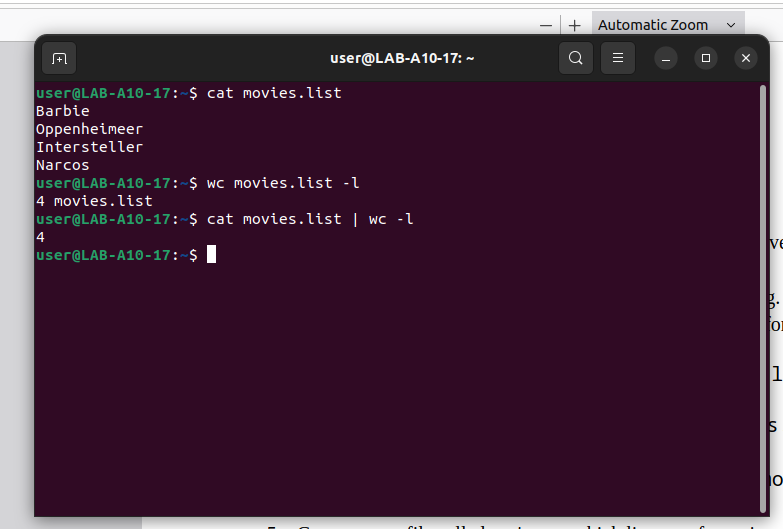 Automatic Zoom
user@LAB-A10-17: ~
user@LAB-A10-17:~$ cat movies.list
Barbie
Oppenheimeer
Intersteller
Narcos
user@LAB-A10-17:~$ wc movies.list -l
4 movies.list
user@LAB-A10-17:~$ cat movies.list | wc -l
4
user@LAB-A10-17:~$